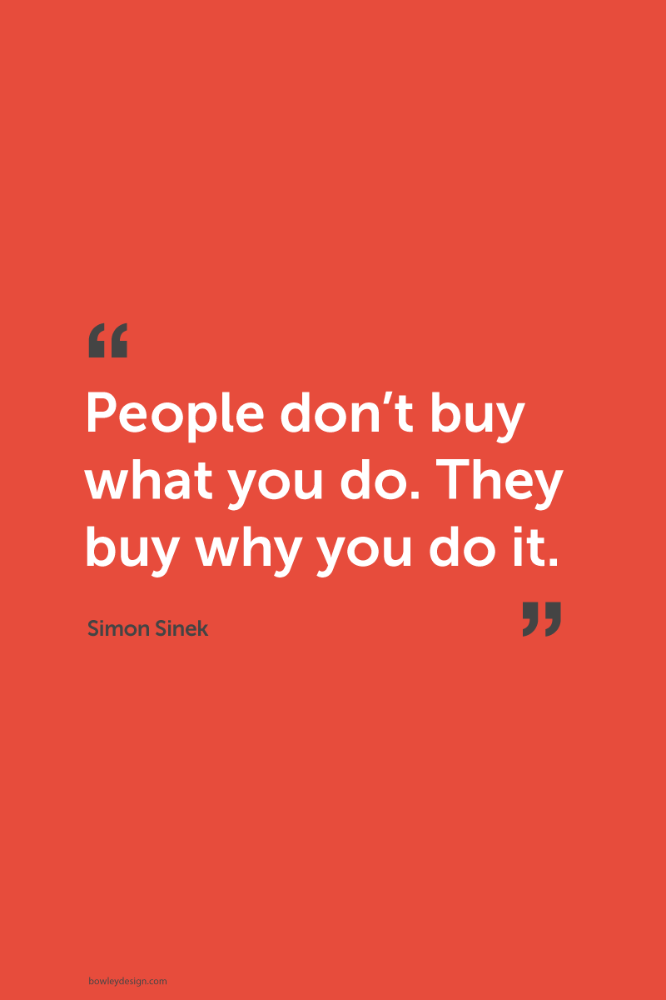 “
People don’t buy
what you do. They
buy why you do it.
”
Simon Sinek
bowleydesign.com